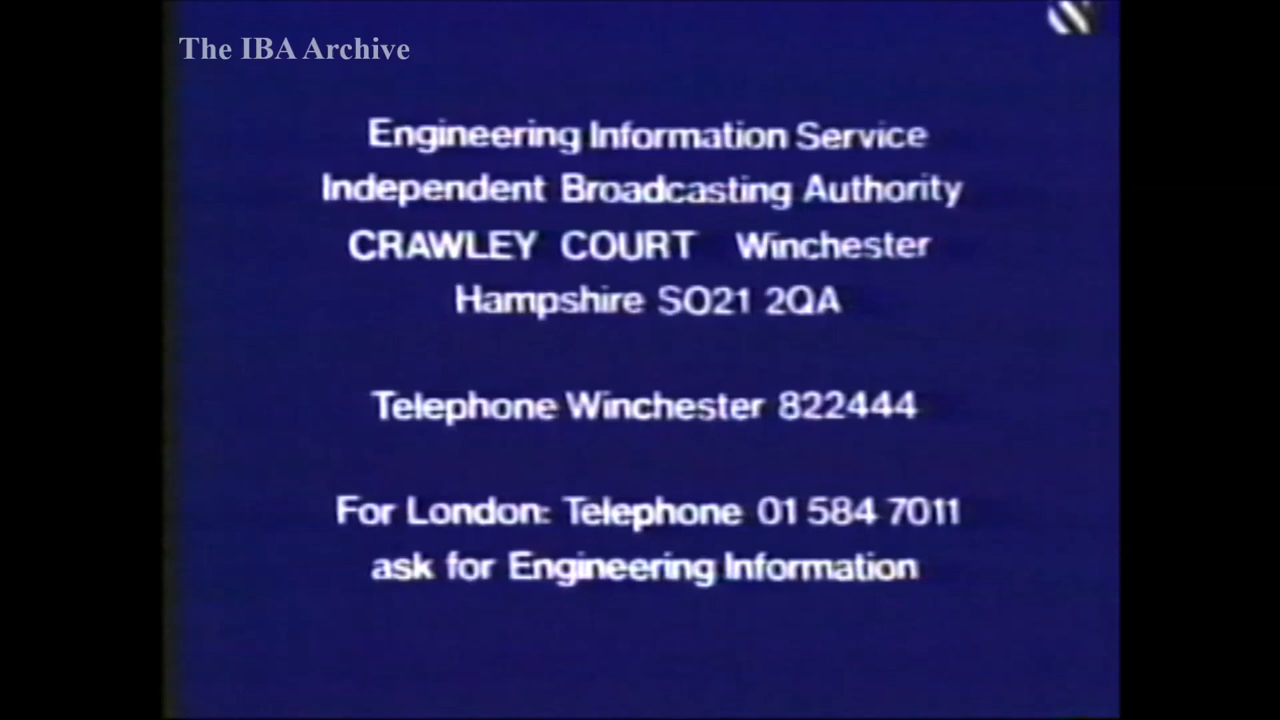 The IBA Archive
Engineering Information Service
Independent Broadcasting Authority
CRAWLEY COURT Winchester
Hampshire SO21 2QA
Telephone Winchester 822444
For London: Telephone 01 584 7011
ask for Engineering Information